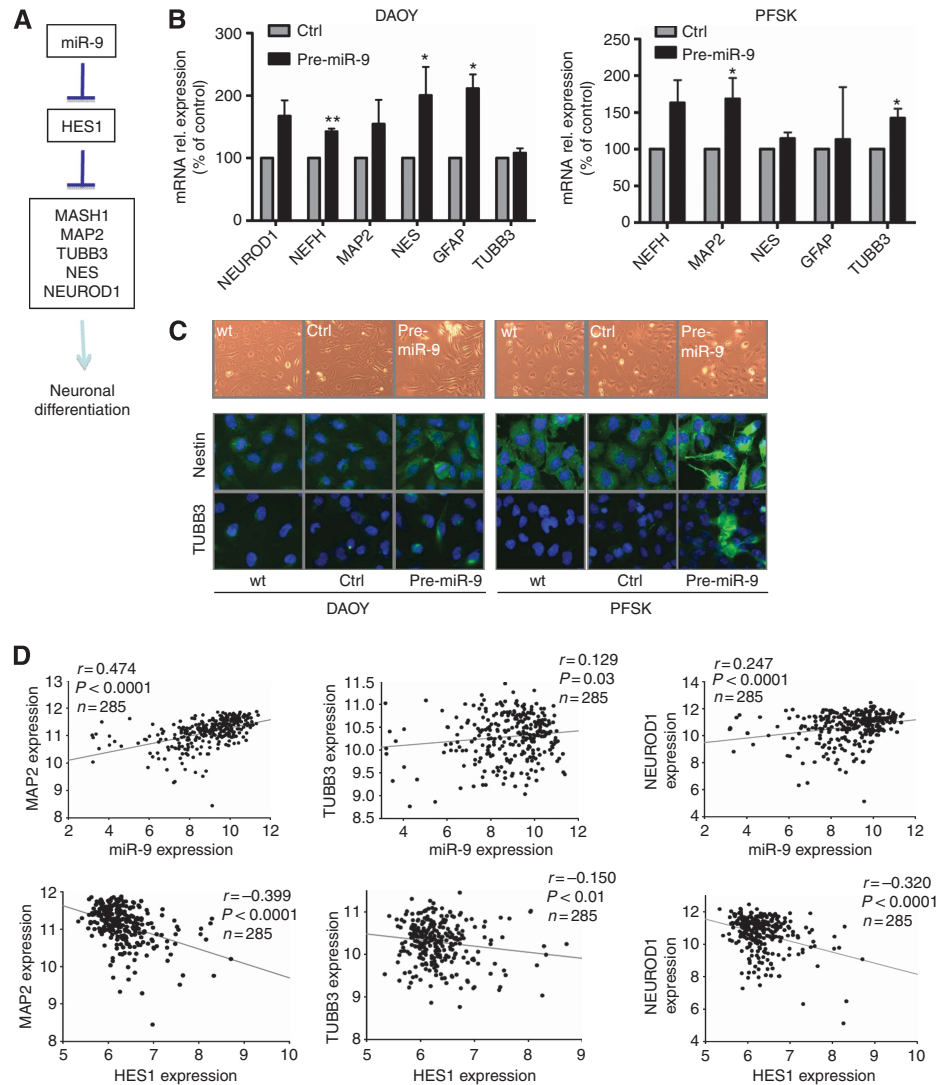 A
miR-9
HES1
MASH1
MAP2
TUBB3
NES
NEUROD1
Neuronal
differentiation
B
DAOY
Ctrl
Pre-miR-9
mRNA rel. expression
(% of control)
300
200
100
0
**
*
*
NEUROD1
NEFH
MAP2
NES
GFAP
TUBB3
PFSK
Ctrl
Pre-miR-9
mRNA rel. expression
(% of control)
250
200
150
100
50
0
*
*
NEFH
MAP2
NES
GFAP
TUBB3
C
wt
Ctrl
Pre-
miR-9
wt
Ctrl
Pre-
miR-9
Nestin
TUBB3
wt
Ctrl
Pre-miR-9
wt
Ctrl
Pre-miR-9
DAOY
PFSK
D
r=0.474
P<0.0001
n=285
MAP2 expression
13
12
11
10
9
8
2 4 6 8 10 12
miR-9 expression
r=0.129
P=0.03
n=285
TUBB3 expression
11.5
11.0
10.5
10.0
9.5
9.0
8.5
4 6 8 10 12
miR-9 expression
r=0.247
P<0.0001
n=285
NEUROD1
expression
14
12
10
8
6
4
2 4 6 8 10 12
miR-9 expression
r=–0.399
P<0.0001
n=285
MAP2 expression
12
11
10
9
8
5 6 7 8 9 10
HES1 expression
r=–0.150
P<0.01
n=285
TUBB3 expression
11
10
9
8
5 6 7 8 9
HES1 expression
r=–0.320
P<0.0001
n=285
NEUROD1
expression
12
10
8
6
4
5 6 7 8 9 10
HES1 expression